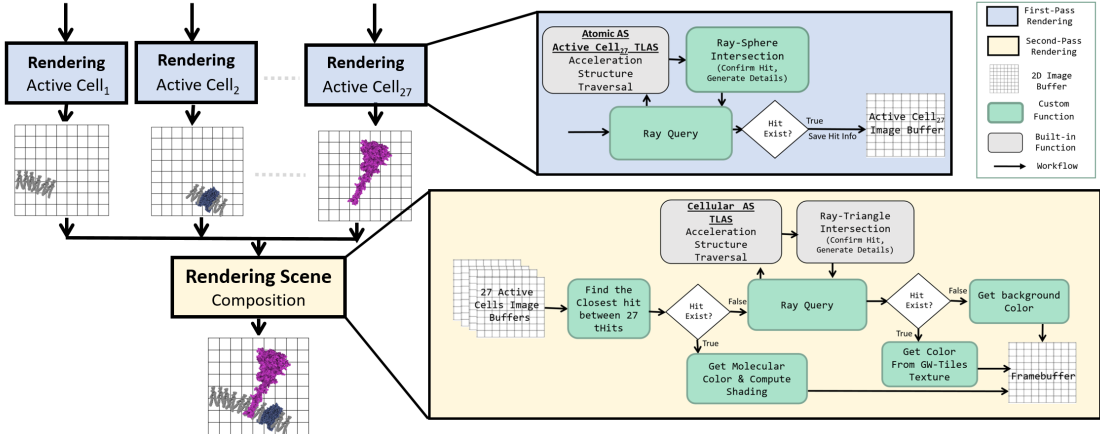 Rendering
Active Cell1
Rendering
Active Cell2
Rendering
Active Cell27
Atomic AS
Active Cell27 TLAS
Acceleration
Structure
Traversal
Ray-Sphere
Intersection
(Confirm Hit,
Generate Details)
Ray Query
Hit
Exist?
True
Save Hit Info
Active Cell27
Image Buffer
First-Pass
Rendering
Second-Pass
Rendering
2D Image
Buffer
Custom
Function
Built-in
Function
Workflow
Rendering Scene
Composition
27 Active
Cells Image
Buffers
Find the
Closest hit
between 27
tHits
Hit
Exist?
False
True
Cellular AS
TLAS
Acceleration
Structure
Traversal
Ray-Triangle
Intersection
(Confirm Hit,
Generate Details)
Ray Query
Hit
Exist?
False
True
Get background
Color
Get Molecular
Color & Compute
Shading
Get Color
From GW-Tiles
Texture
Framebuffer